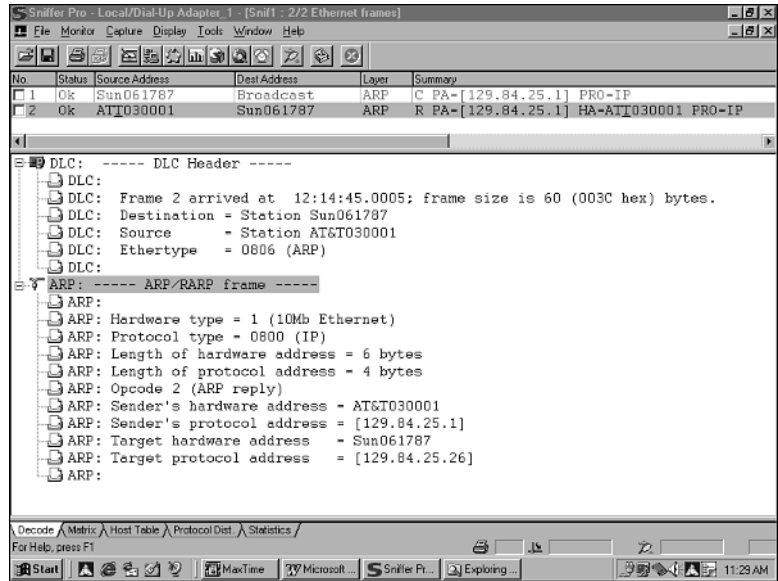 Sniffer Pro - Local/Dial-Up Adapter_1 - [Snif1 : 2/2 Ethernet frames]
File Monitor Capture Display Tools Window Help
No. Status Source Address Dest Address Layer Summary
1 Ok Sun061787 Broadcast ARP C PA=[129.84.25.1] PRO=IP
2 Ok ATT030001 Sun061787 ARP R PA=[129.84.25.1] HA=ATT030001 PRO=IP
DLC: ----- DLC Header -----
DLC:
DLC: Frame 2 arrived at 12:14:45.0005; frame size is 60 (003C hex) bytes.
DLC: Destination = Station Sun061787
DLC: Source = Station AT&T030001
DLC: Ethertype = 0806 (ARP)
DLC:
ARP: ----- ARP/RARP frame -----
ARP:
ARP: Hardware type = 1 (10Mb Ethernet)
ARP: Protocol type = 0800 (IP)
ARP: Length of hardware address = 6 bytes
ARP: Length of protocol address = 4 bytes
ARP: Opcode 2 (ARP reply)
ARP: Sender's hardware address = AT&T030001
ARP: Sender's protocol address = [129.84.25.1]
ARP: Target hardware address = Sun061787
ARP: Target protocol address = [129.84.25.26]
ARP:
Decode Matrix Host Table Protocol Dist. Statistics
For Help, press F1
Start MaxTime Microsoft ... Sniffer Pr... Exploring ... 11:29 AM